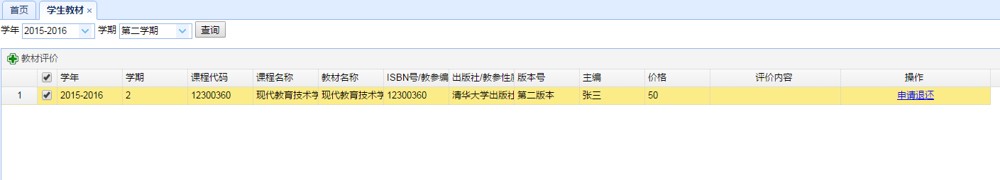 首页 学生教材 ×
学年 2015-2016 学期 第二学期 查询
教材评价
学年 学期 课程代码 课程名称 教材名称 ISBN号/教参编 出版社/教参性 版本号 主编 价格 评价内容 操作
1 2015-2016 2 12300360 现代教育技术学 现代教育技术学 12300360 清华大学出版社 第二版本 张三 50 申请退还